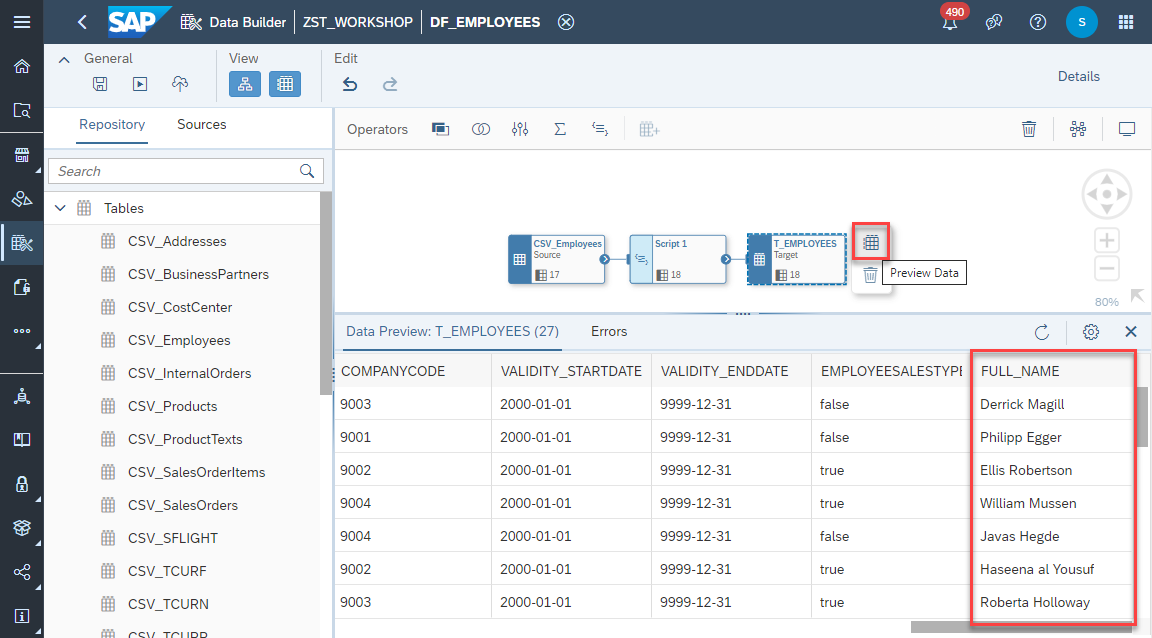 SAP Data Builder ZST_WORKSHOP DF_EMPLOYEES 490 S
General View Edit
Details
Repository Sources
Operators
Search
Tables
CSV_Addresses
CSV_BusinessPartners
CSV_CostCenter
CSV_Employees
CSV_InternalOrders
CSV_Products
CSV_ProductTexts
CSV_SalesOrderItems
CSV_SalesOrders
CSV_SFLIGHT
CSV_TCURF
CSV_TCURN
CSV_TCURR
CSV_Employees
Source
17
Script 1
18
T_EMPLOYEES
Target
18
Preview Data
80%
Data Preview: T_EMPLOYEES (27) Errors
COMPANYCODE VALIDITY_STARTDATE VALIDITY_ENDDATE EMPLOYEESALESTYPE FULL_NAME
9003 2000-01-01 9999-12-31 false Derrick Magill
9001 2000-01-01 9999-12-31 false Philipp Egger
9002 2000-01-01 9999-12-31 true Ellis Robertson
9004 2000-01-01 9999-12-31 true William Mussen
9004 2000-01-01 9999-12-31 false Javas Hegde
9002 2000-01-01 9999-12-31 true Haseena al Yousuf
9003 2000-01-01 9999-12-31 true Roberta Holloway